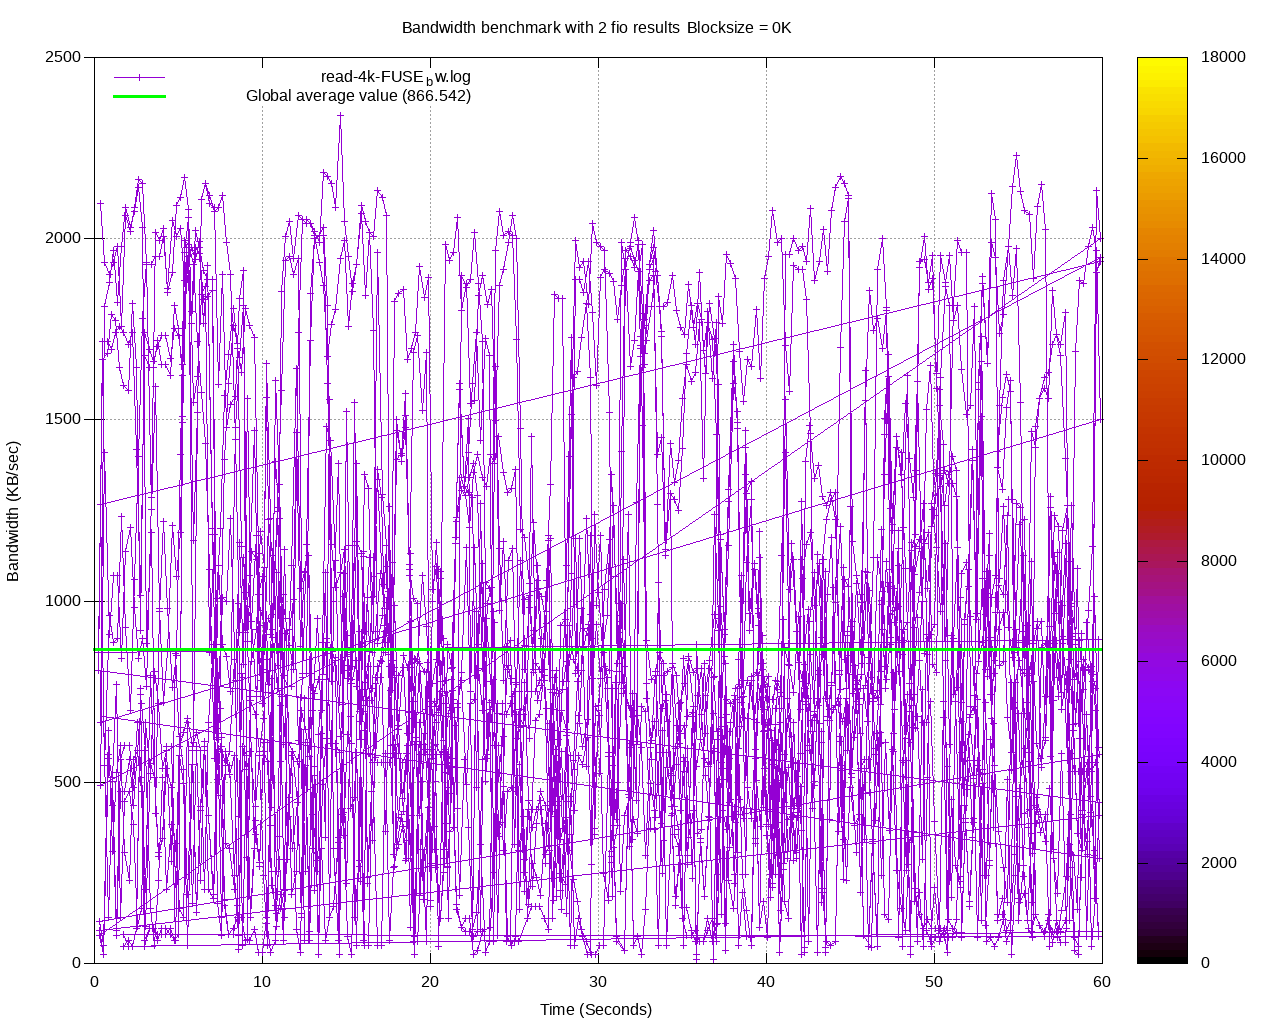 Bandwidth benchmark with 2 fio results Blocksize = 0K
read-4k-FUSE_bw.log
Global average value (866.542)
Bandwidth (KB/sec)
2500
2000
1500
1000
500
0
0 10 20 30 40 50 60
Time (Seconds)
18000
16000
14000
12000
10000
8000
6000
4000
2000
0